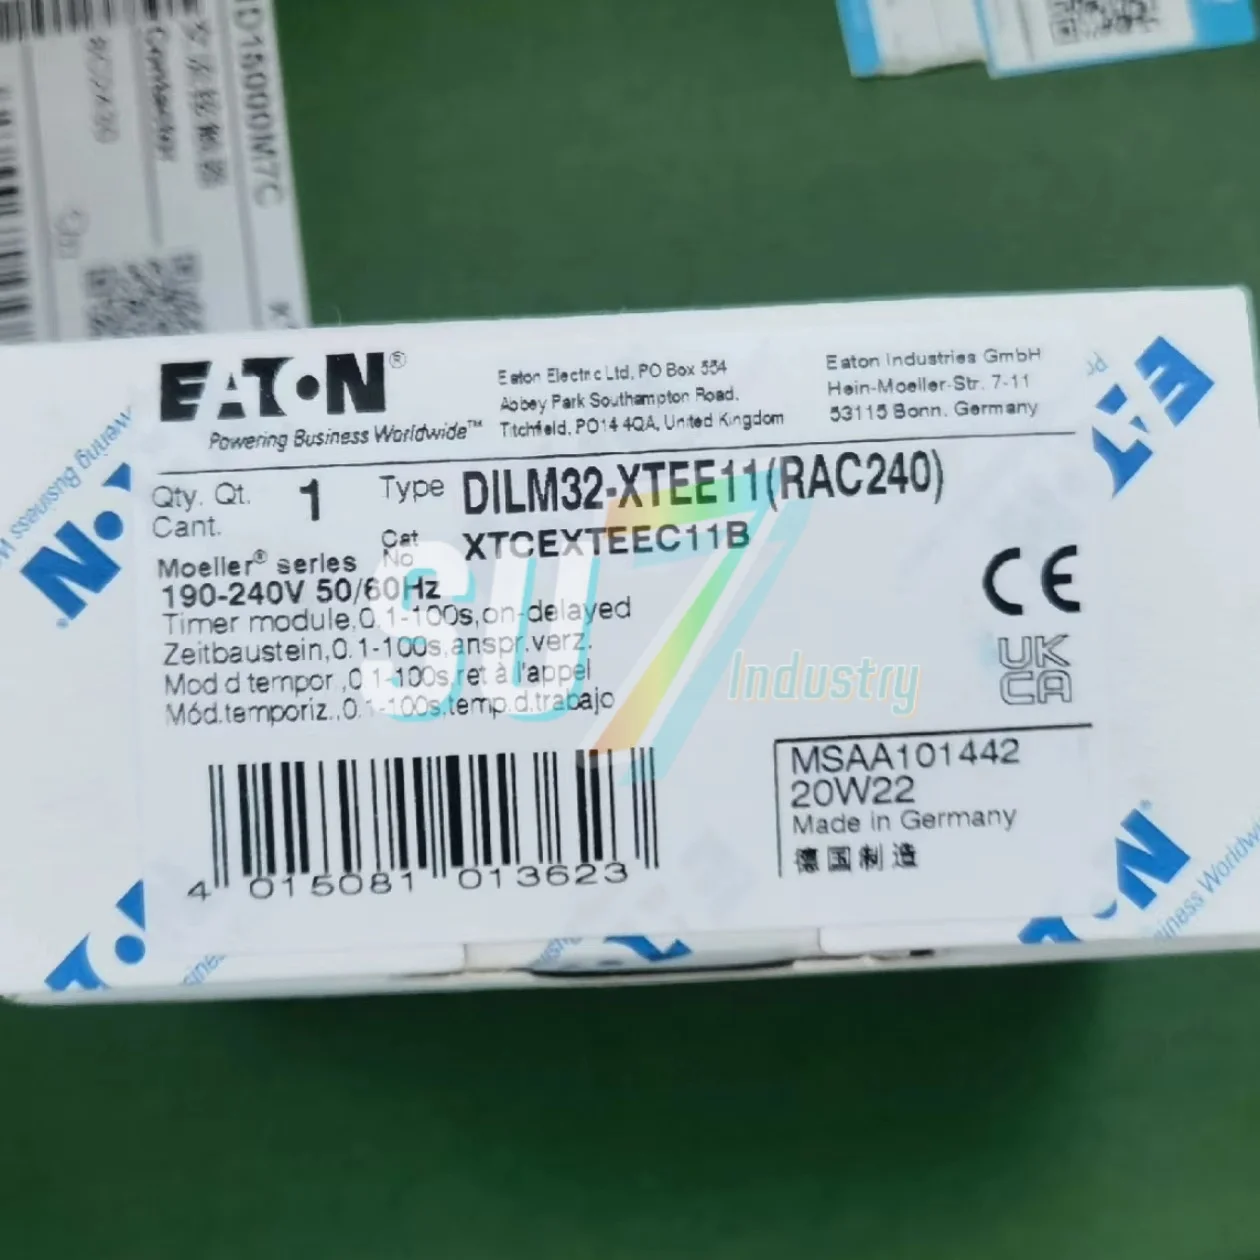 D18000M7C
Contactor
EATON®
Powering Business Worldwide™
Eaton Electric Ltd, PO Box 554
Abbey Park Southampton Road,
Titchfield, PO14 4QA, United Kingdom
Eaton Industries GmbH
Hein-Moeller-Str. 7-11
53115 Bonn, Germany
Qty. Qt.
Cant.
1
Type DILM32-XTEE11(RAC240)
Cat
No XTCEXTEEC11B
Moeller® series
190-240V 50/60Hz
Timer module,0.1-100s,on-delayed
Zeitbaustein,0.1-100s,anspr.verz.
Mod d tempor ,0 1-100s,ret à l'appel
Mód.temporiz.,0.1-100s,temp.d.trabajo
SU7
Industry
CE
UK
CA
4 015081 013623
MSAA101442
20W22
Made in Germany
德国制造